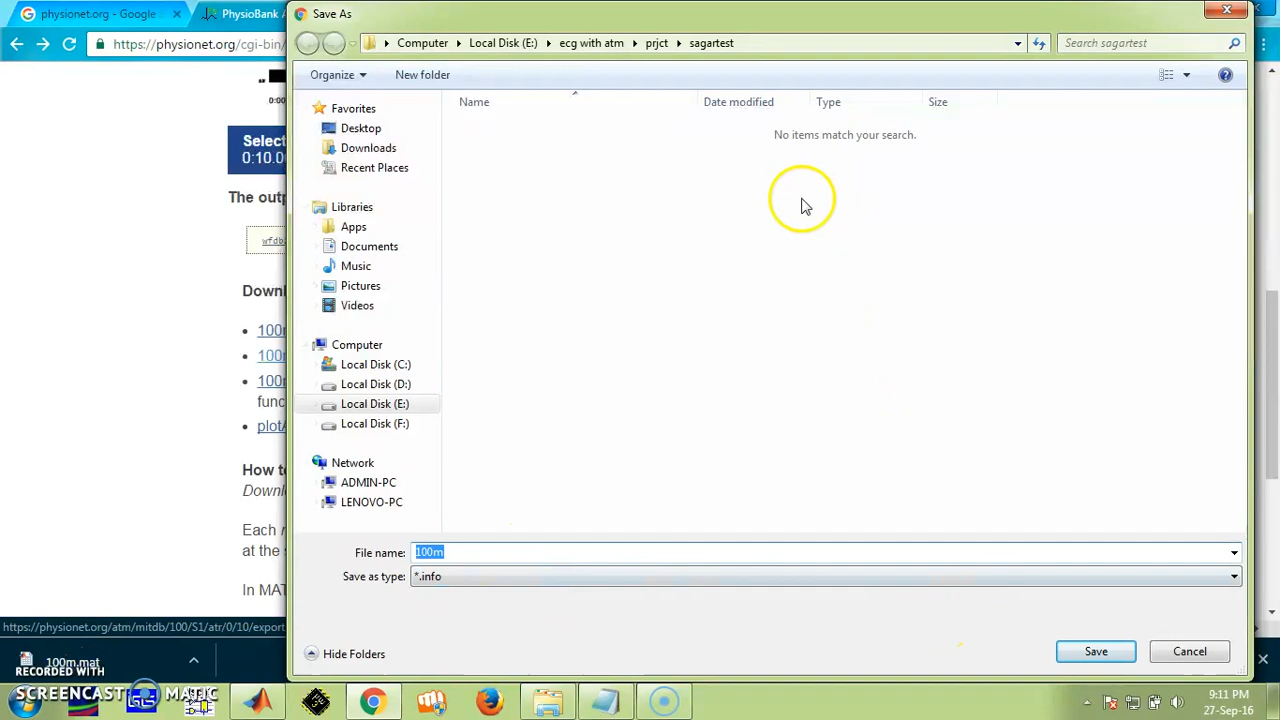 physionet.org - Google
PhysioBank A
Save As
https://physionet.org/cgi-bin/
Computer
Local Disk (E:)
ecg with atm
prjct
sagartest
Search sagartest
Organize
New folder
Name
Date modified
Type
Size
No items match your search.
Favorites
Desktop
Downloads
Recent Places
Libraries
Apps
Documents
Music
Pictures
Videos
Computer
Local Disk (C:)
Local Disk (D:)
Local Disk (E:)
Local Disk (F:)
Network
ADMIN-PC
LENOVO-PC
0:00
Select
0:10.0
The outp
wfdb2
Downl
100m
100m
100m
func
plotA
How to
Downlo
Each r
at the s
In MAT
File name:
100m
Save as type:
*.info
Hide Folders
Save
Cancel
https://physionet.org/atm/mitdb/100/S1/atr/0/10/export
100m.mat
RECORDED WITH
SCREENCAST MATIC
9:11 PM
27-Sep-16